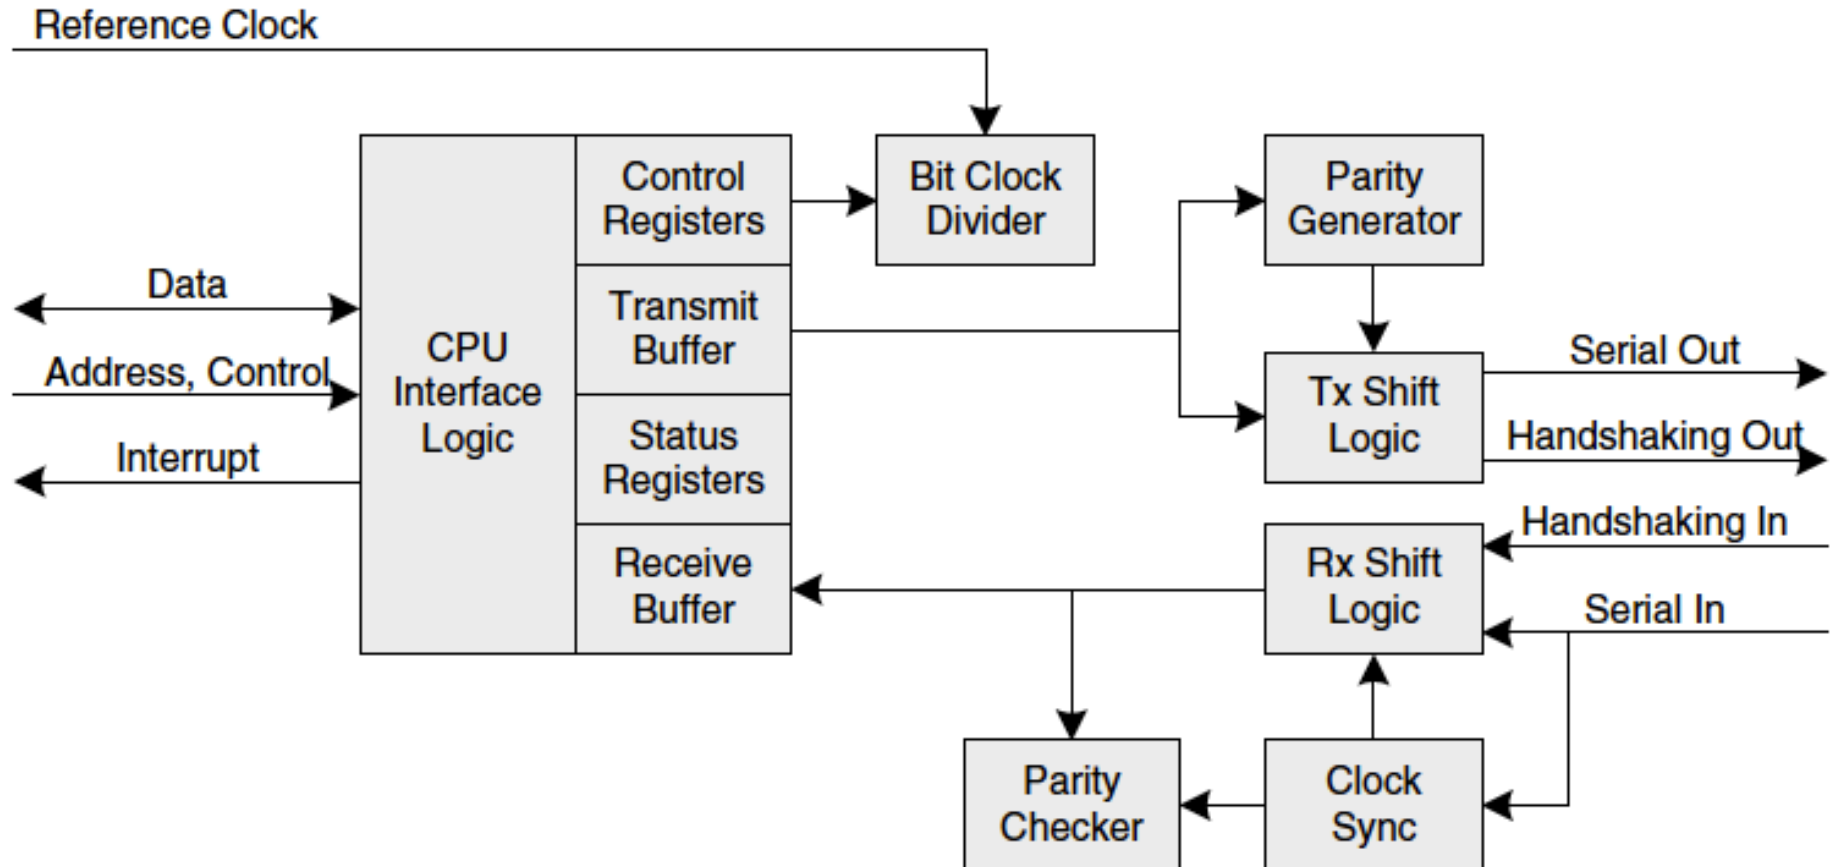 Reference Clock
Control
Registers
Bit Clock
Divider
Parity
Generator
Data
Transmit
Buffer
CPU
Interface
Logic
Address, Control
Tx Shift
Logic
Serial Out
Handshaking Out
Interrupt
Status
Registers
Handshaking In
Receive
Buffer
Rx Shift
Logic
Serial In
Parity
Checker
Clock
Sync